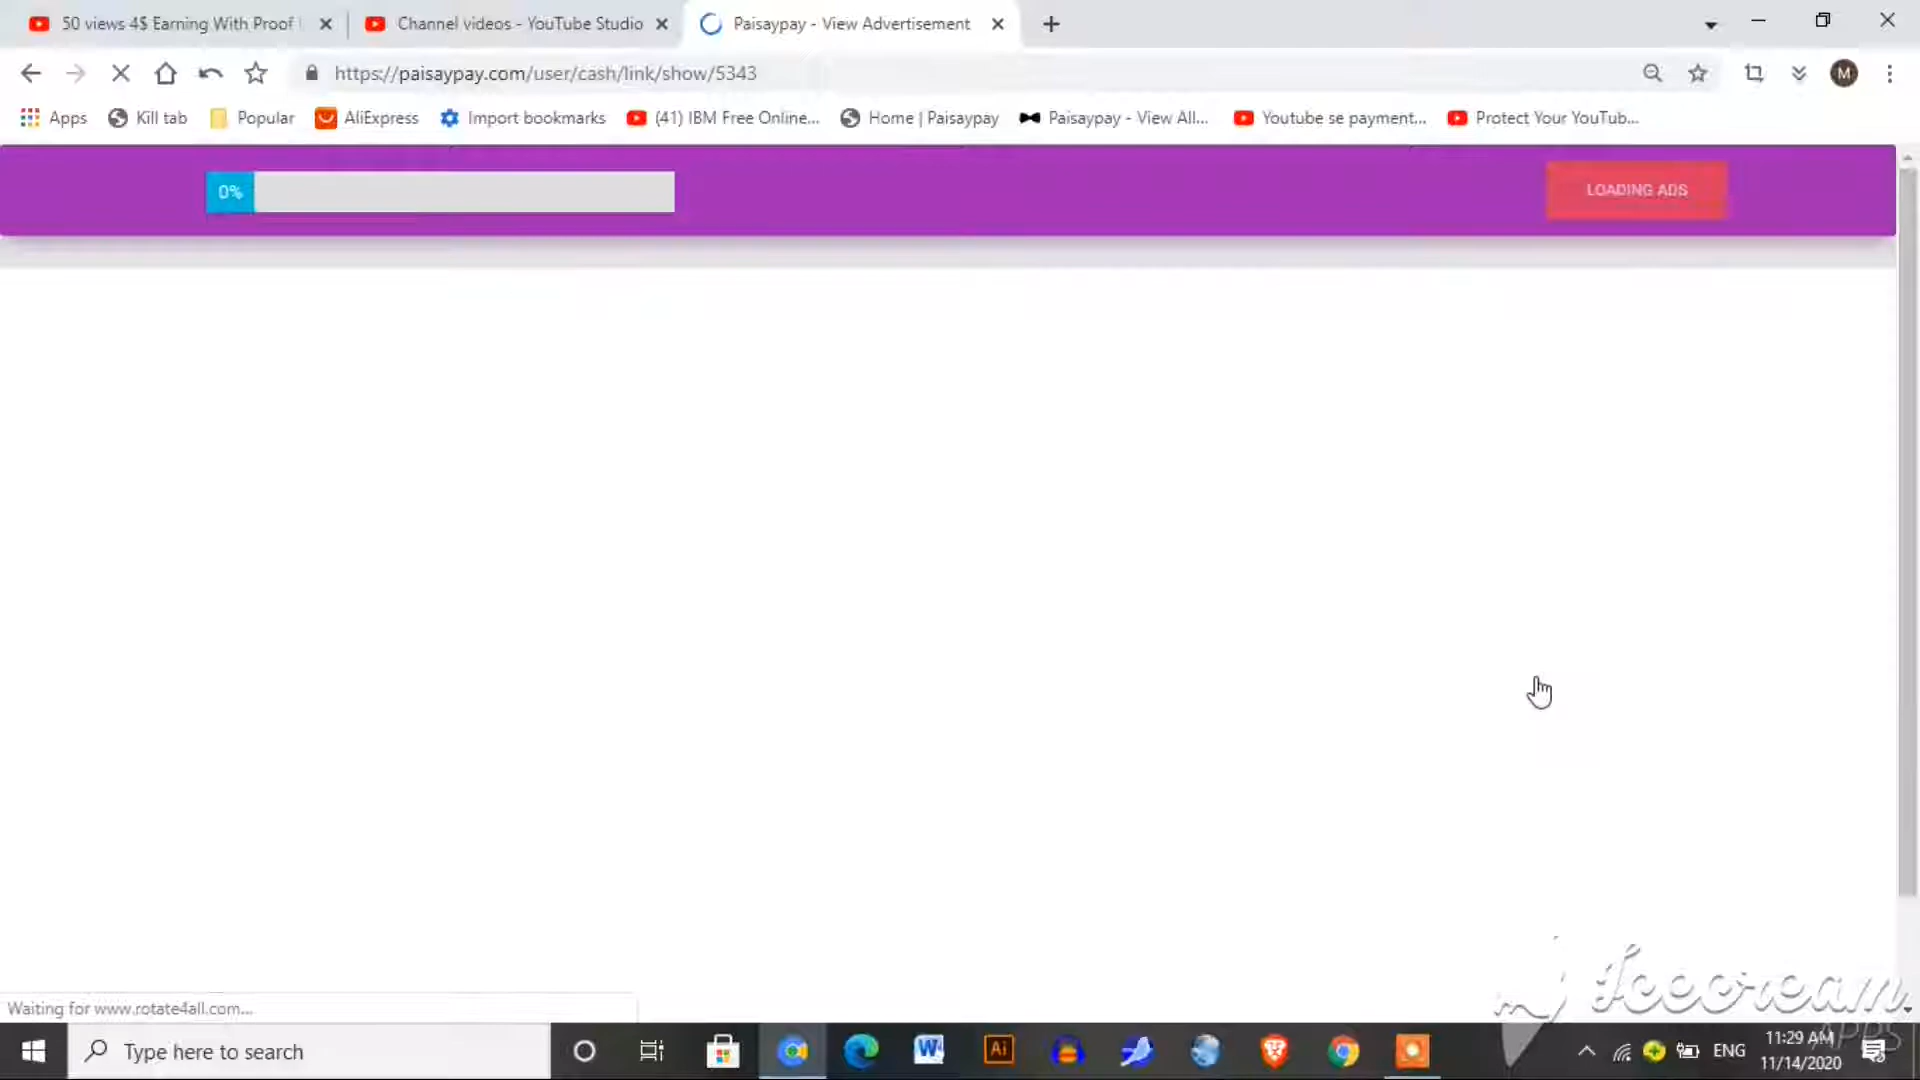 50 views 4$ Earning With Proof
Channel videos - YouTube Studio
Paisaypay - View Advertisement
https://paisaypay.com/user/cash/link/show/5343
M
Apps
Kill tab
Popular
AliExpress
Import bookmarks
(41) IBM Free Online...
Home | Paisaypay
Paisaypay - View All...
Youtube se payment...
Protect Your YouTub...
0%
LOADING ADS
Waiting for www.rotate4all.com...
Icecream
APPS
Type here to search
W
Ai
ENG
11:29 AM
11/14/2020